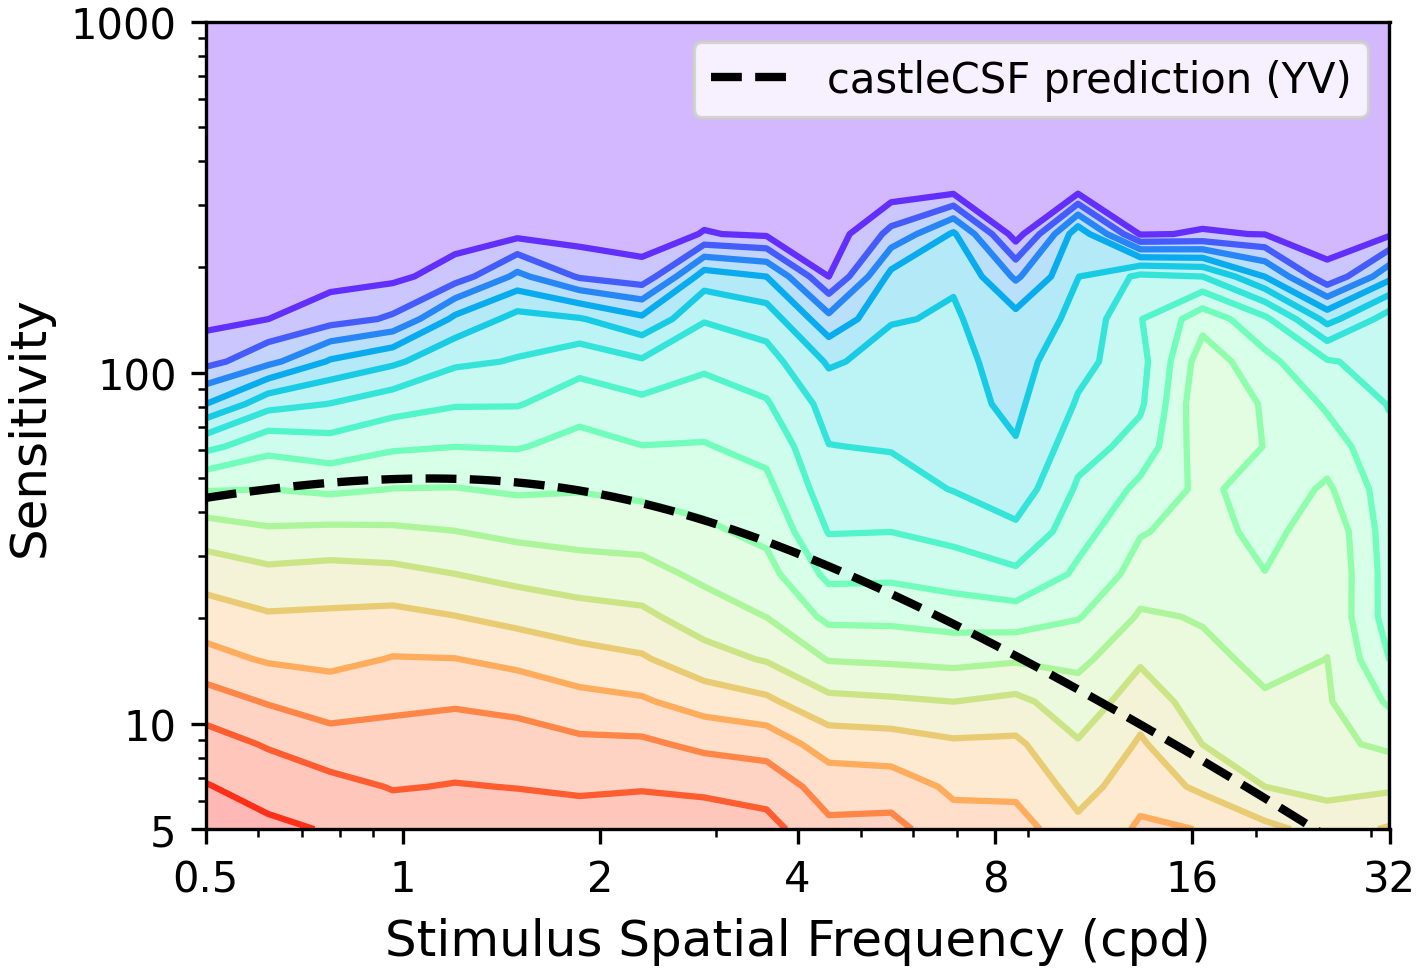 1000
castleCSF prediction (YV)
100
Sensitivity
10
5
0.5 1 2 4 8 16 32
Stimulus Spatial Frequency (cpd)